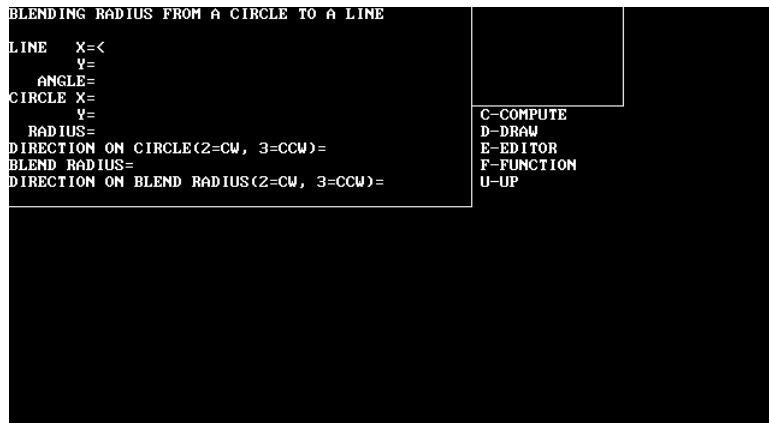 BLENDING RADIUS FROM A CIRCLE TO A LINE
LINE X=<
Y=
ANGLE=
CIRCLE X=
Y=
RADIUS=
DIRECTION ON CIRCLE(2=CW, 3=CCW)=
BLEND RADIUS=
DIRECTION ON BLEND RADIUS(2=CW, 3=CCW)=
C-COMPUTE
D-DRAW
E-EDITOR
F-FUNCTION
U-UP